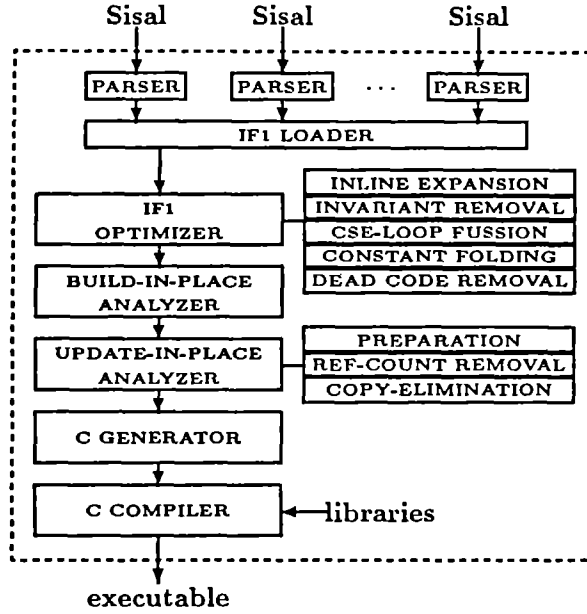 Sisal Sisal Sisal
PARSER PARSER ... PARSER
IF1 LOADER
IF1
OPTIMIZER
INLINE EXPANSION
INVARIANT REMOVAL
CSE-LOOP FUSSION
CONSTANT FOLDING
DEAD CODE REMOVAL
BUILD-IN-PLACE
ANALYZER
UPDATE-IN-PLACE
ANALYZER
PREPARATION
REF-COUNT REMOVAL
COPY-ELIMINATION
C GENERATOR
C COMPILER
libraries
executable